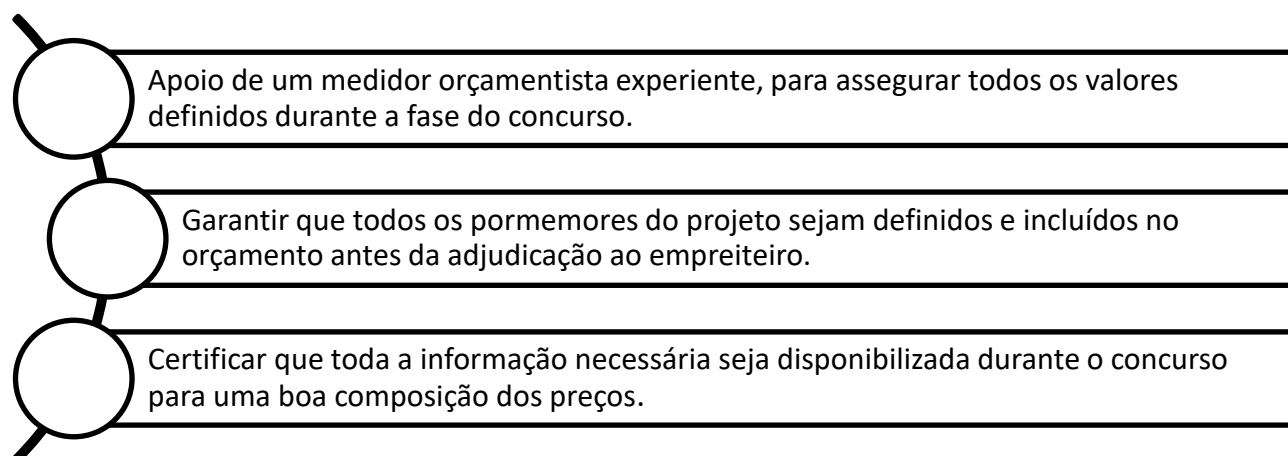 Apoio de um medidor orçamentista experiente, para assegurar todos os valores
definidos durante a fase do concurso.
Garantir que todos os pormemores do projeto sejam definidos e incluídos no
orçamento antes da adjudicação ao empreiteiro.
Certificar que toda a informação necessária seja disponibilizada durante o concurso
para uma boa composição dos preços.